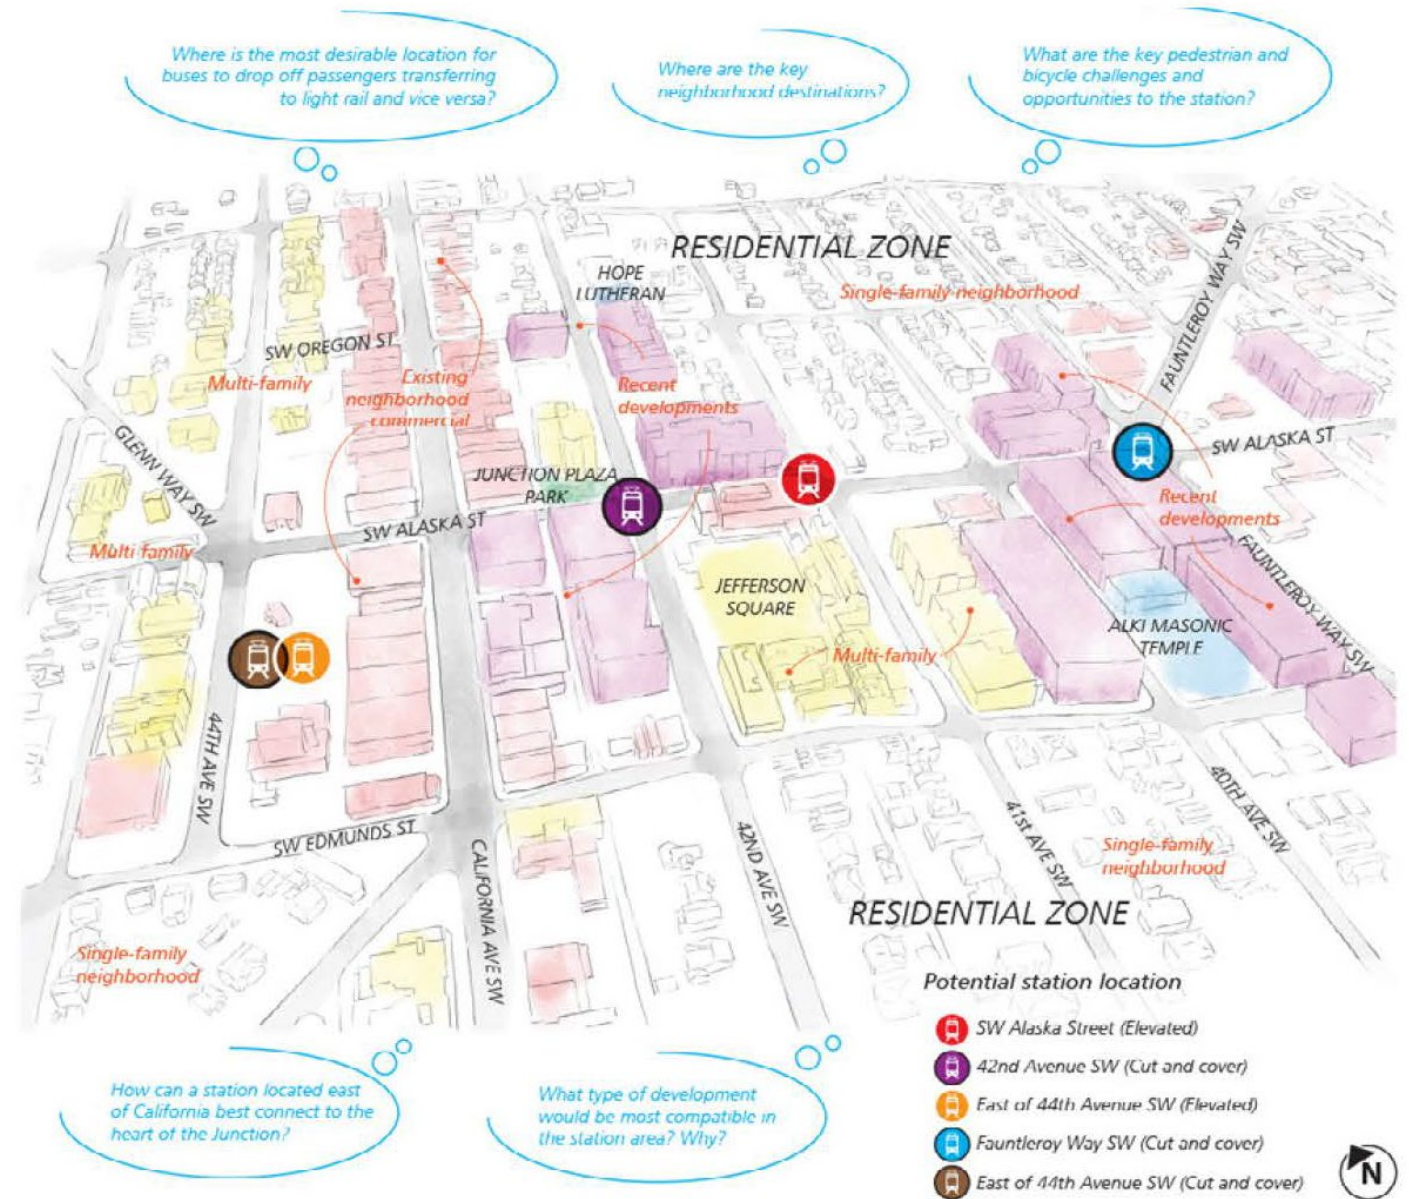 Where is the most desirable location for
buses to drop off passengers transferring
to light rail and vice versa?
Where are the key
neighborhood destinations?
What are the key pedestrian and
bicycle challenges and
opportunities to the station?
RESIDENTIAL ZONE
HOPE
LUTHERAN
Single-family neighborhood
FAUNTLEROY WAY SW
SW OREGON ST
Multi-family
Existing
neighborhood
commercial
Recent
developments
GLENN WAY SW
SW ALASKA ST
JUNCTION PLAZA
PARK
SW ALASKA ST
Recent
developments
Multi family
FAUNTLEROY WAY SW
JEFFERSON
SQUARE
ALKI MASONIC
TEMPLE
Multi-family
44TH AVE SW
SW EDMUNDS ST
CALIFORNIA AVE SW
42ND AVE SW
41st AVE SW
40TH AVE SW
Single-family
neighborhood
RESIDENTIAL ZONE
Single-family
neighborhood
Potential station location
SW Alaska Street (Elevated)
42nd Avenue SW (Cut and cover)
East of 44th Avenue SW (Elevated)
Fauntleroy Way SW (Cut and cover)
East of 44th Avenue SW (Cut and cover)
N
How can a station located east
of California best connect to the
heart of the Junction?
What type of development
would be most compatible in
the station area? Why?